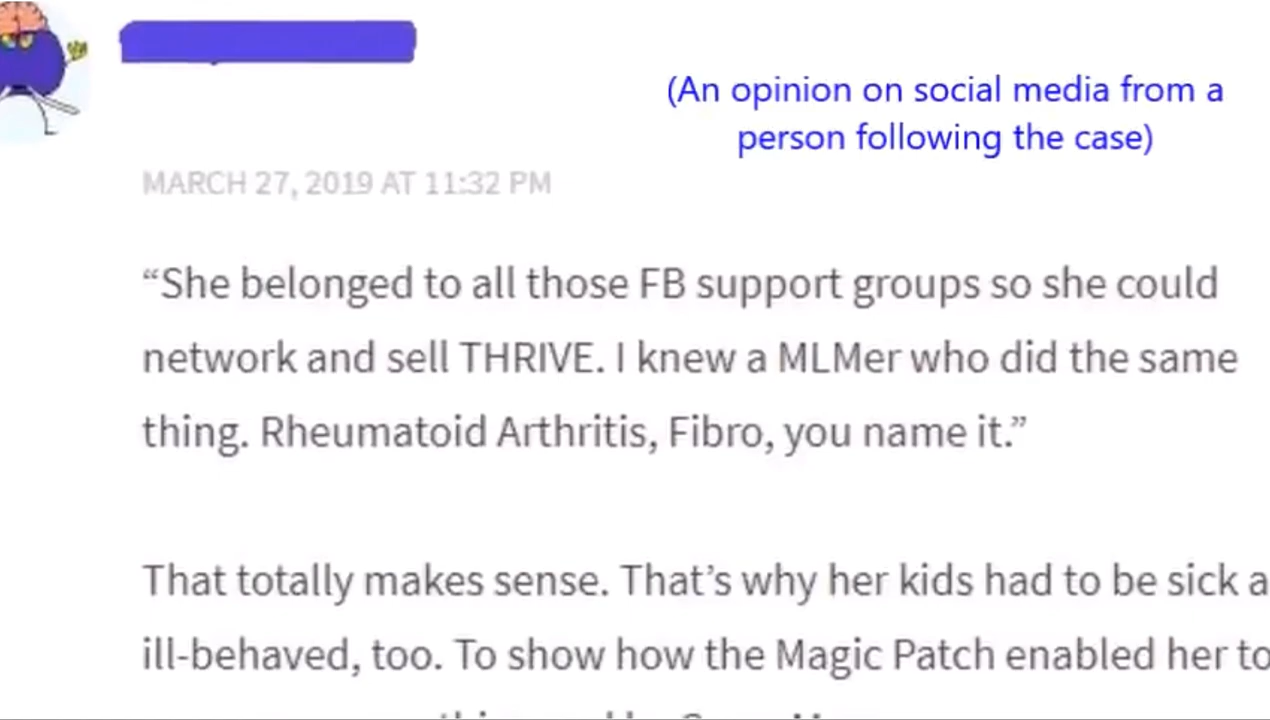 (An opinion on social media from a
person following the case)
MARCH 27, 2019 AT 11:32 PM
“She belonged to all those FB support groups so she could
network and sell THRIVE. I knew a MLMer who did the same
thing. Rheumatoid Arthritis, Fibro, you name it.”
That totally makes sense. That’s why her kids had to be sick a
ill-behaved, too. To show how the Magic Patch enabled her to